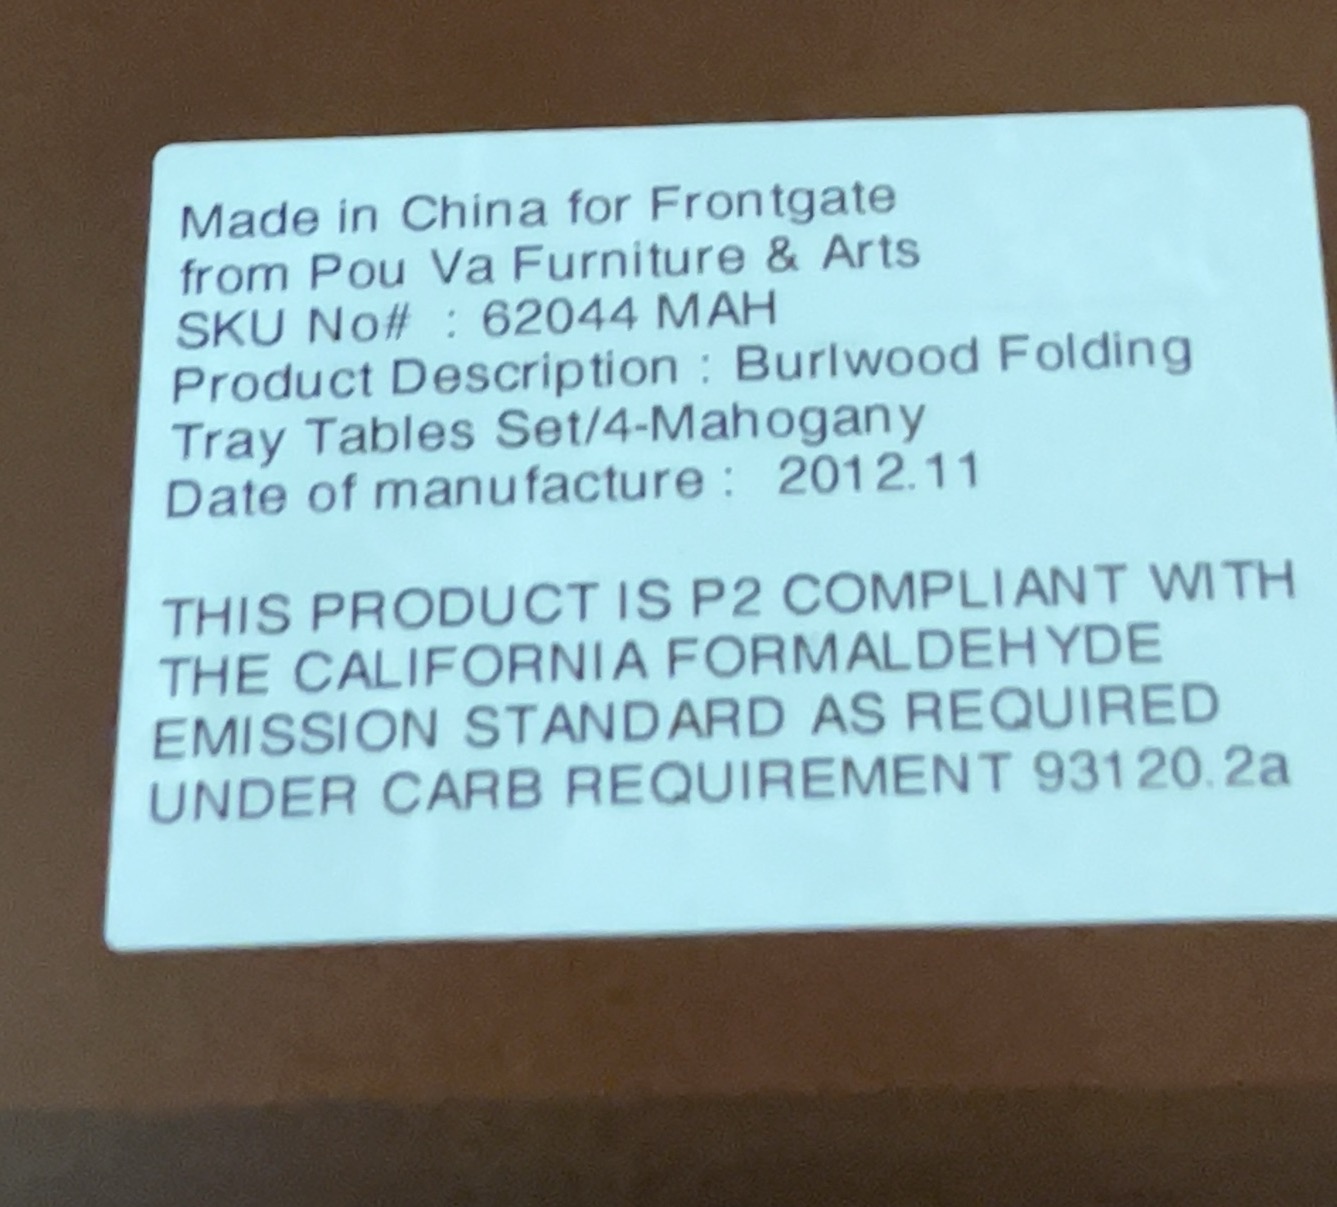 Made in China for Frontgate
from Pou Va Furniture & Arts
SKU No# : 62044 MAH
Product Description : Burlwood Folding
Tray Tables Set/4-Mahogany
Date of manufacture : 2012.11
THIS PRODUCT IS P2 COMPLIANT WITH
THE CALIFORNIA FORMALDEHYDE
EMISSION STANDARD AS REQUIRED
UNDER CARB REQUIREMENT 93120.2a